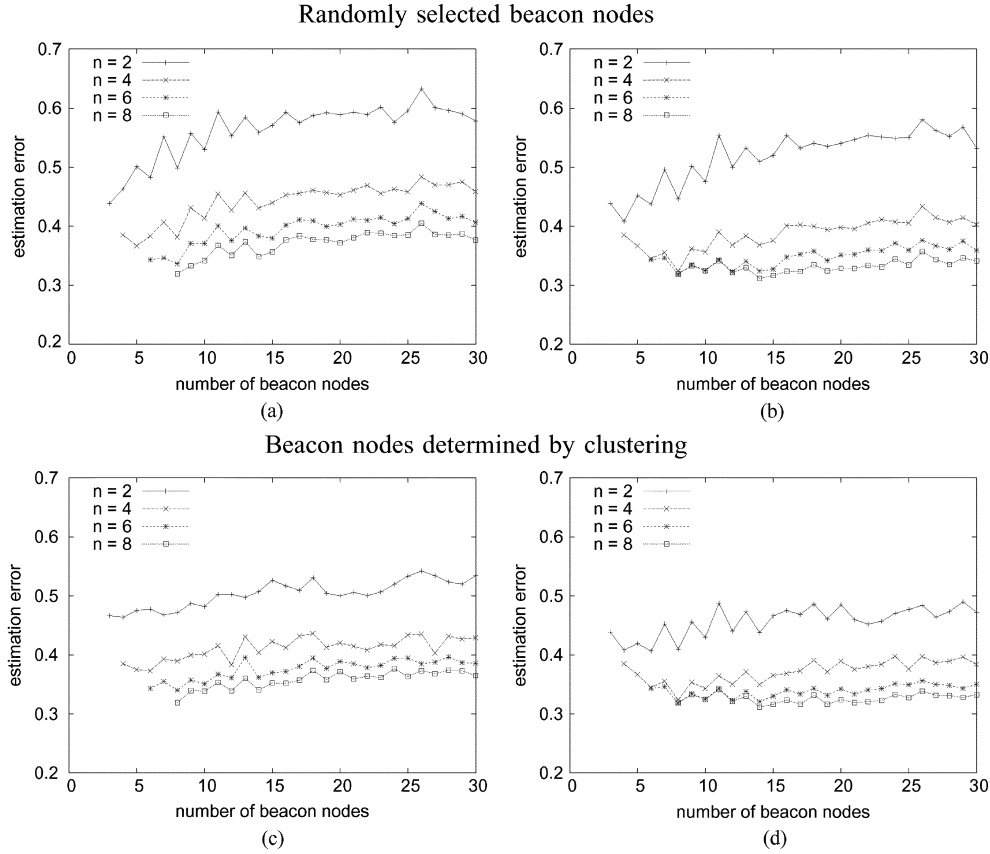 Randomly selected beacon nodes
0.7
0.6
0.5
0.4
0.3
0.2
estimation error
n = 2
n = 4
n = 6
n = 8
0 5 10 15 20 25 30
number of beacon nodes
(a)
0.7
0.6
0.5
0.4
0.3
0.2
estimation error
n = 2
n = 4
n = 6
n = 8
0 5 10 15 20 25 30
number of beacon nodes
(b)
Beacon nodes determined by clustering
0.7
0.6
0.5
0.4
0.3
0.2
estimation error
n = 2
n = 4
n = 6
n = 8
0 5 10 15 20 25 30
number of beacon nodes
(c)
0.7
0.6
0.5
0.4
0.3
0.2
estimation error
n = 2
n = 4
n = 6
n = 8
0 5 10 15 20 25 30
number of beacon nodes
(d)